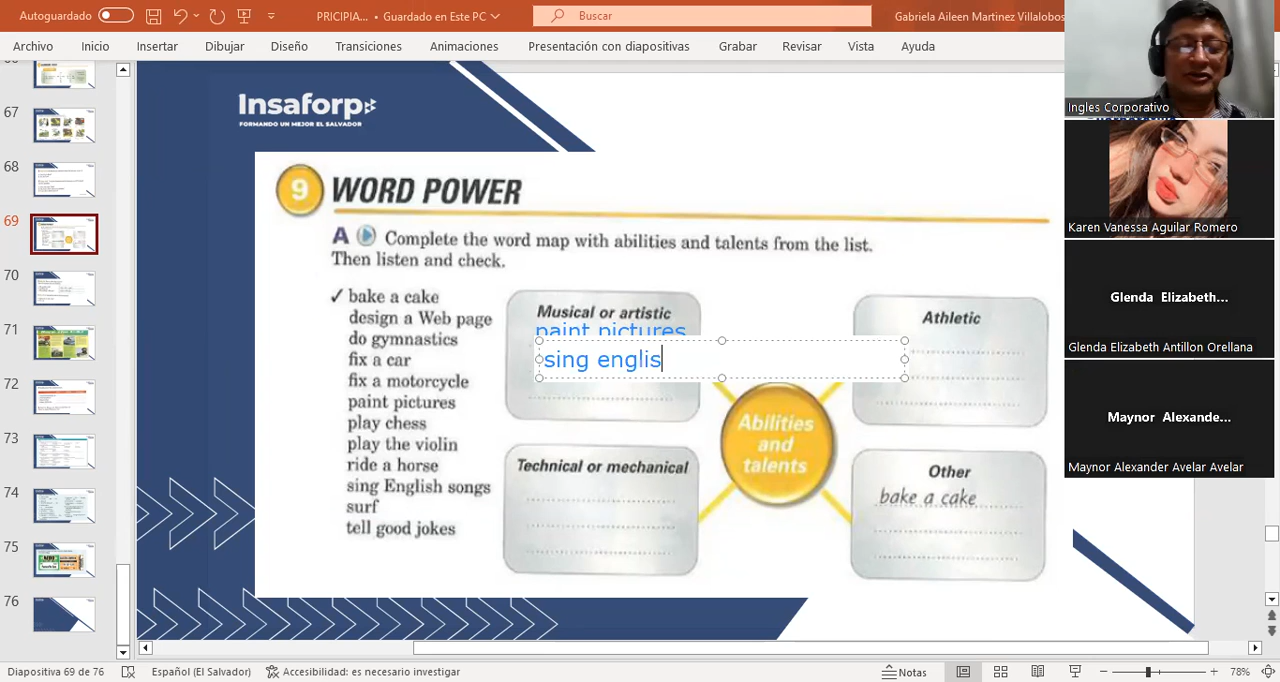 Autoguardado
PRICIPIA... • Guardado en Este PC
Buscar
Gabriela Aileen Martinez Villalobos
Archivo Inicio Insertar Dibujar Diseño Transiciones Animaciones Presentación con diapositivas Grabar Revisar Vista Ayuda
67
68
69
70
71
72
73
74
75
76
Insaforp
FORMANDO UN MEJOR EL SALVADOR
9 WORD POWER
A Complete the word map with abilities and talents from the list.
Then listen and check.
✓ bake a cake
design a Web page
do gymnastics
fix a car
fix a motorcycle
paint pictures
play chess
play the violin
ride a horse
sing English songs
surf
tell good jokes
Musical or artistic
paint pictures
sing englis
Athletic
Abilities
and
talents
Technical or mechanical
Other
bake a cake
Ingles Corporativo
Karen Vanessa Aguilar Romero
Glenda Elizabeth...
Glenda Elizabeth Antillon Orellana
Maynor Alexande...
Maynor Alexander Avelar Avelar
Diapositiva 69 de 76
Español (El Salvador)
Accesibilidad: es necesario investigar
Notas
78%